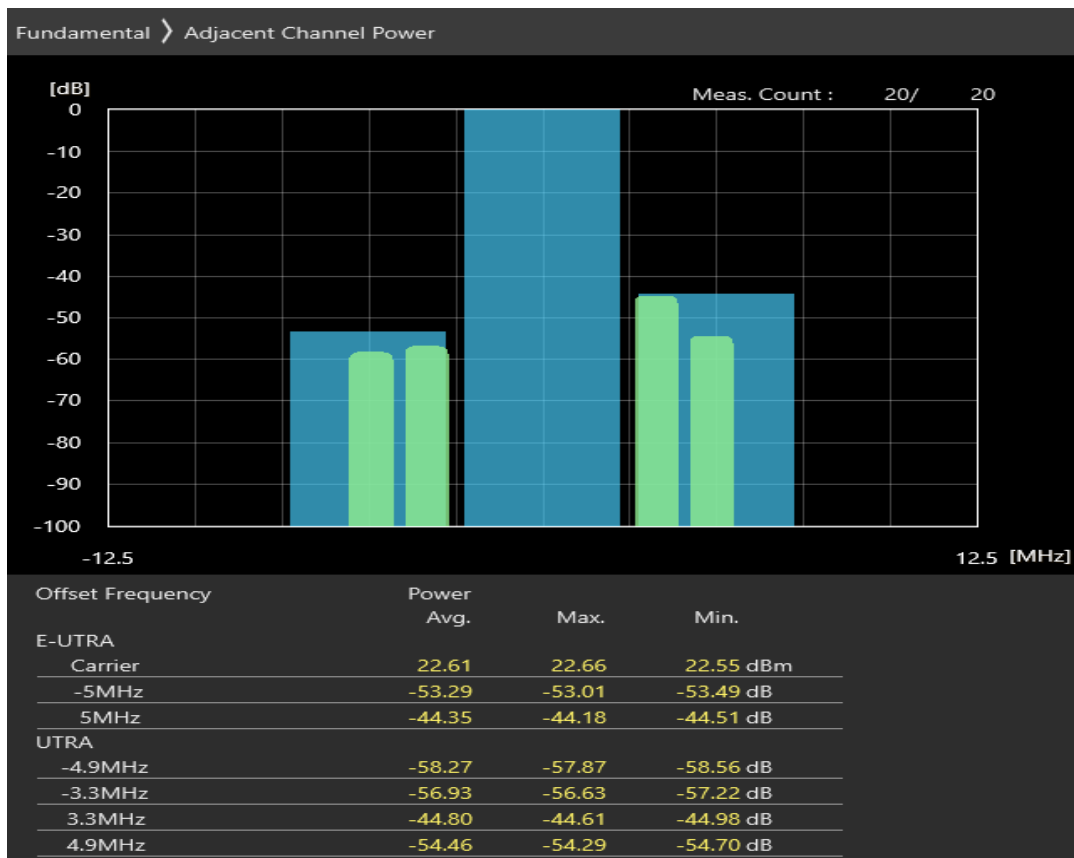 Fundamental 》 Adjacent Channel Power
[dB]
Meas. Count : 20/ 20
0
-10
-20
-30
-40
-50
-60
-70
-80
-90
-100
-12.5 12.5 [MHz]
Offset Frequency Power
Avg. Max. Min.
E-UTRA
Carrier 22.61 22.66 22.55 dBm
-5MHz -53.29 -53.01 -53.49 dB
5MHz -44.35 -44.18 -44.51 dB
UTRA
-4.9MHz -58.27 -57.87 -58.56 dB
-3.3MHz -56.93 -56.63 -57.22 dB
3.3MHz -44.80 -44.61 -44.98 dB
4.9MHz -54.46 -54.29 -54.70 dB